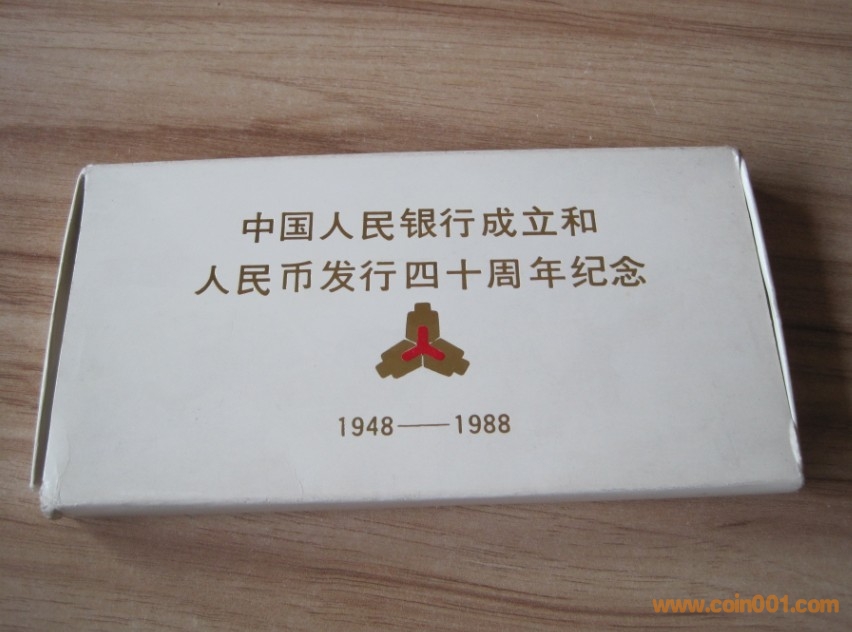 中国人民银行成立和
人民币发行四十周年纪念
1948——1988
www.coin001.com